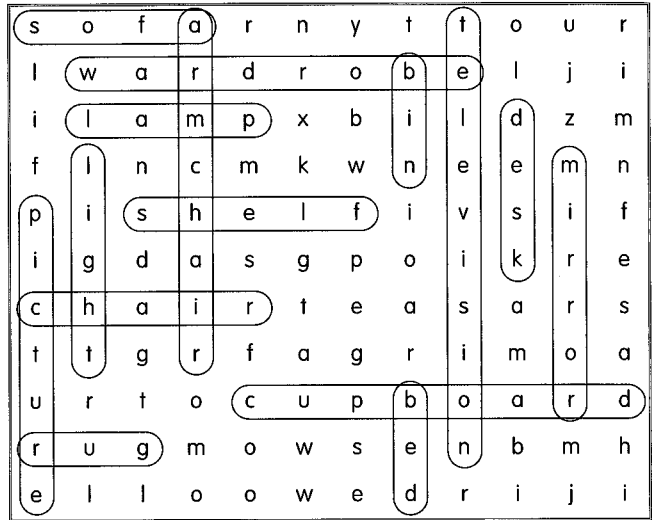 s o f a r n y t t o u r
l w a r d r o b e l j i
i l a m p x b i l d z m
f l n c m k w n e e m n
p i s h e l f i v s i f
i g d a s g p o i k r e
c h a i r t e a s a r s
t t g r f a g r i m o a
u r t o c u p b o a r d
r u g m o w s e n b m h
e l l o o w e d r i j i